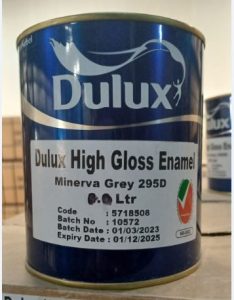 Dulux
Dulux High Gloss Enamel
Minerva Grey 295D
Ltr
Code : 5718508
Batch No : 10572
Batch Date : 01/03/2023
Expiry Date : 01/12/2025